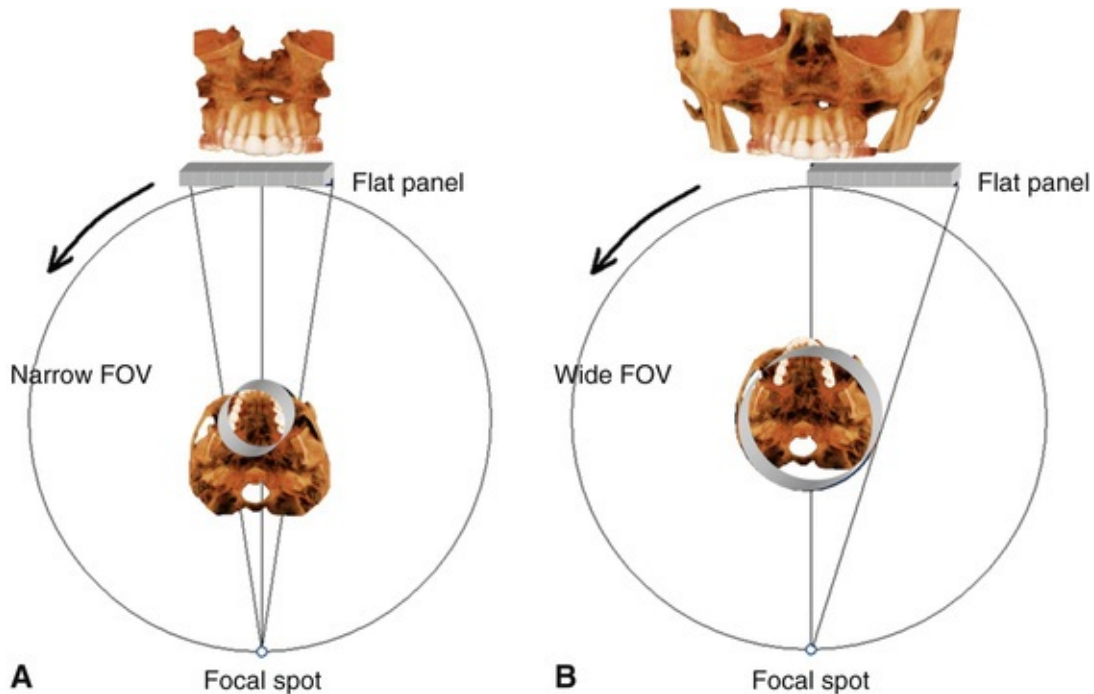 Flat panel
Narrow FOV
Focal spot
A
Flat panel
Wide FOV
Focal spot
B